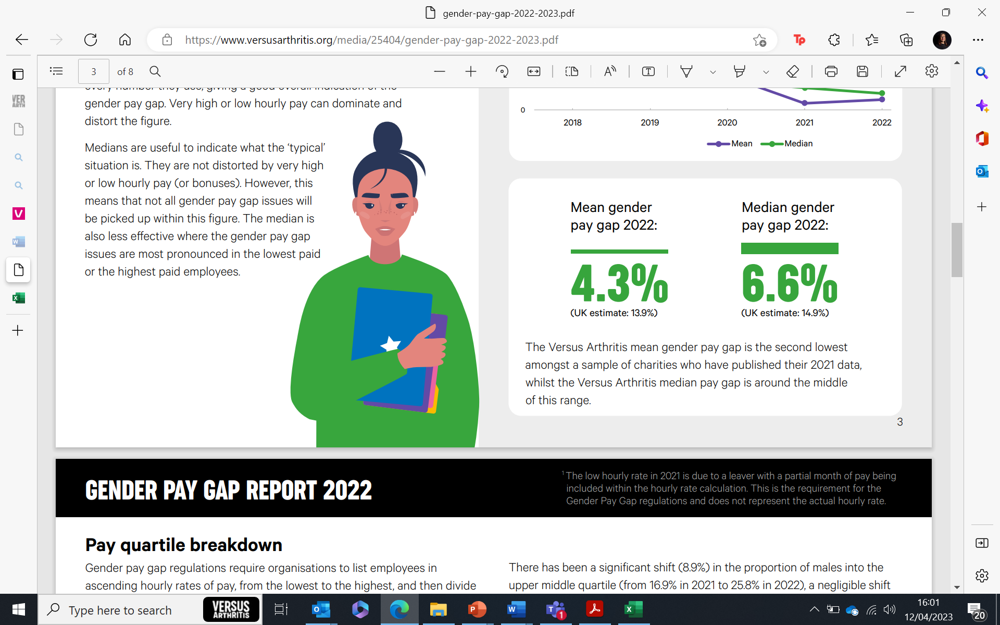 gender-pay-gap-2022-2023.pdf
https://www.versusarthritis.org/media/25404/gender-pay-gap-2022-2023.pdf
3 of 8
every number they use, giving a good overall indication of the
gender pay gap. Very high or low hourly pay can dominate and
distort the figure.
Medians are useful to indicate what the ‘typical’
situation is. They are not distorted by very high
or low hourly pay (or bonuses). However, this
means that not all gender pay gap issues will
be picked up within this figure. The median is
also less effective where the gender pay gap
issues are most pronounced in the lowest paid
or the highest paid employees.
0
2018 2019 2020 2021 2022
Mean Median
Mean gender
pay gap 2022:
4.3%
(UK estimate: 13.9%)
Median gender
pay gap 2022:
6.6%
(UK estimate: 14.9%)
The Versus Arthritis mean gender pay gap is the second lowest
amongst a sample of charities who have published their 2021 data,
whilst the Versus Arthritis median pay gap is around the middle
of this range.
3
GENDER PAY GAP REPORT 2022
1 The low hourly rate in 2021 is due to a leaver with a partial month of pay being
included within the hourly rate calculation. This is the requirement for the
Gender Pay Gap regulations and does not represent the actual hourly rate.
Pay quartile breakdown
Gender pay gap regulations require organisations to list employees in
ascending hourly rates of pay, from the lowest to the highest, and then divide
There has been a significant shift (8.9%) in the proportion of males into the
upper middle quartile (from 16.9% in 2021 to 25.8% in 2022), a negligible shift
Type here to search
VERSUS
ARTHRITIS
1
16:01
12/04/2023
20